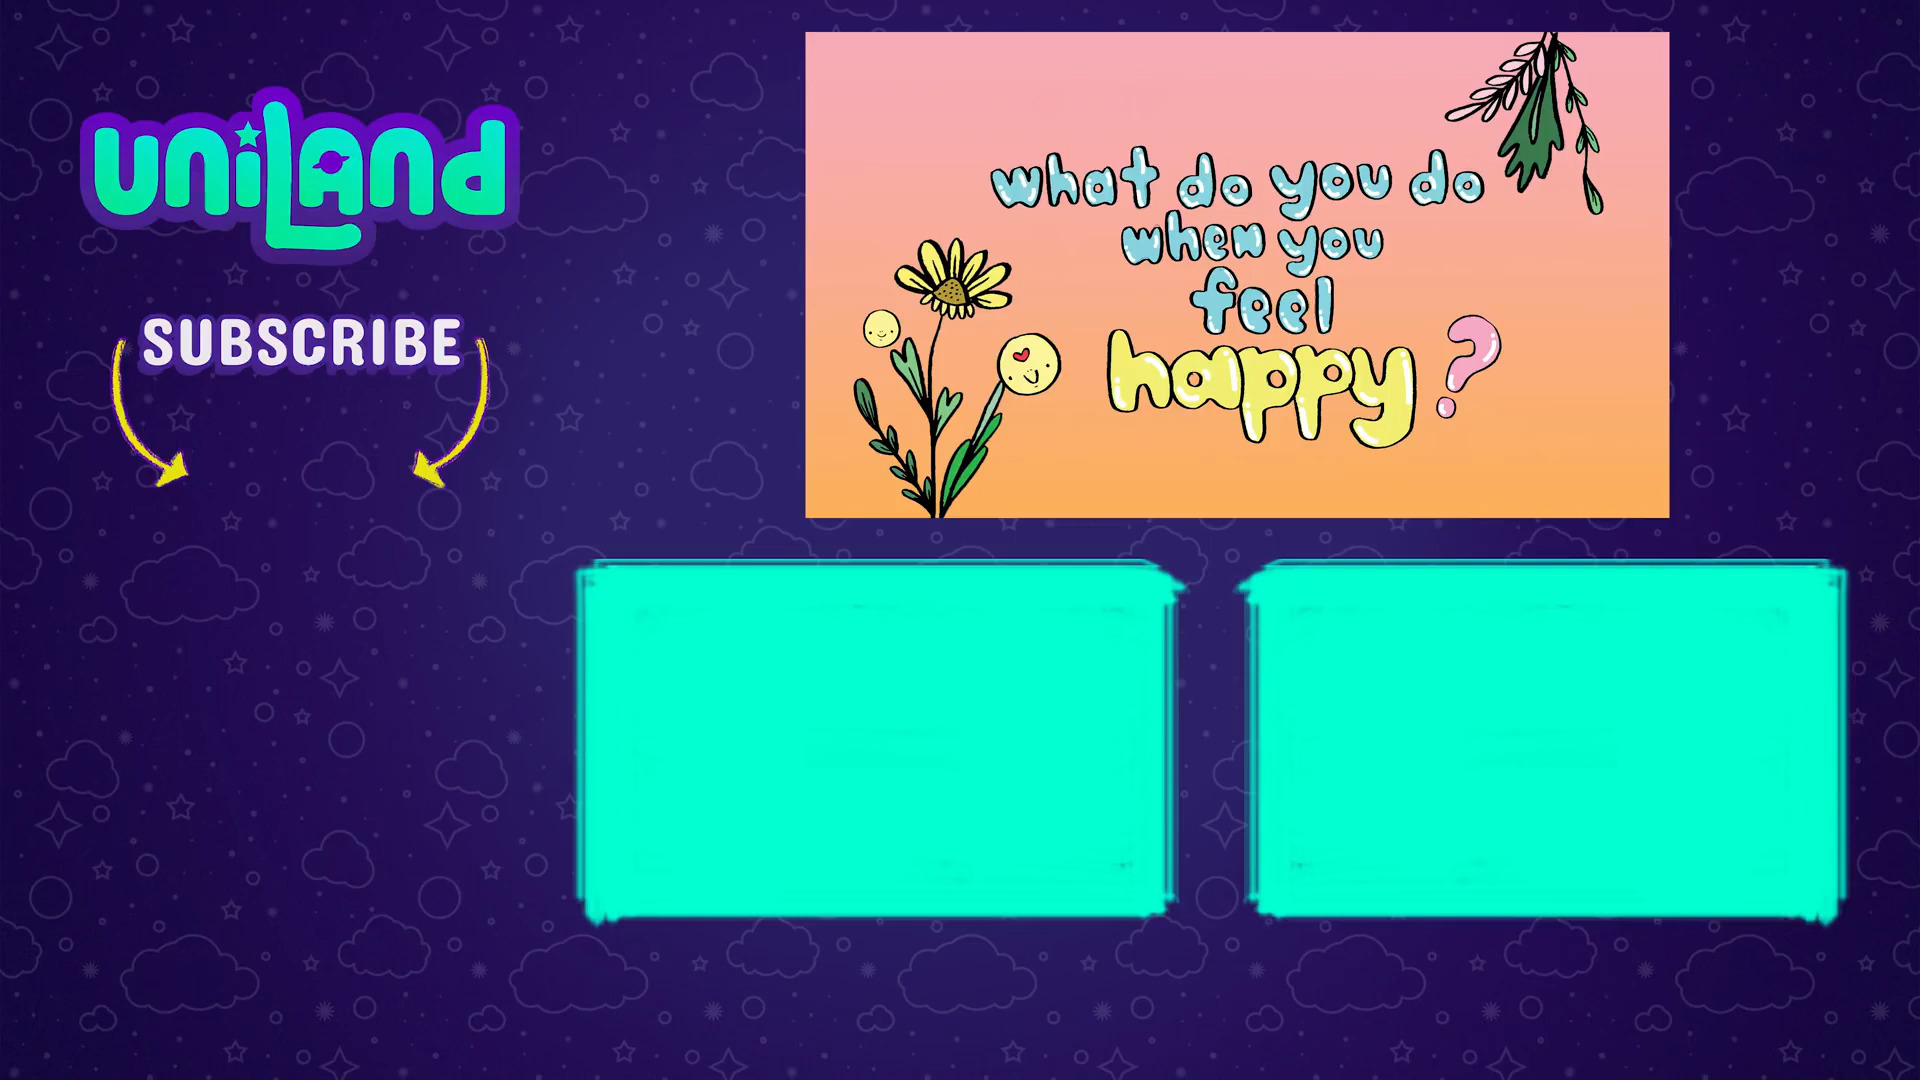 uniLand
SUBSCRIBE
what do you do
when you
feel
happy?